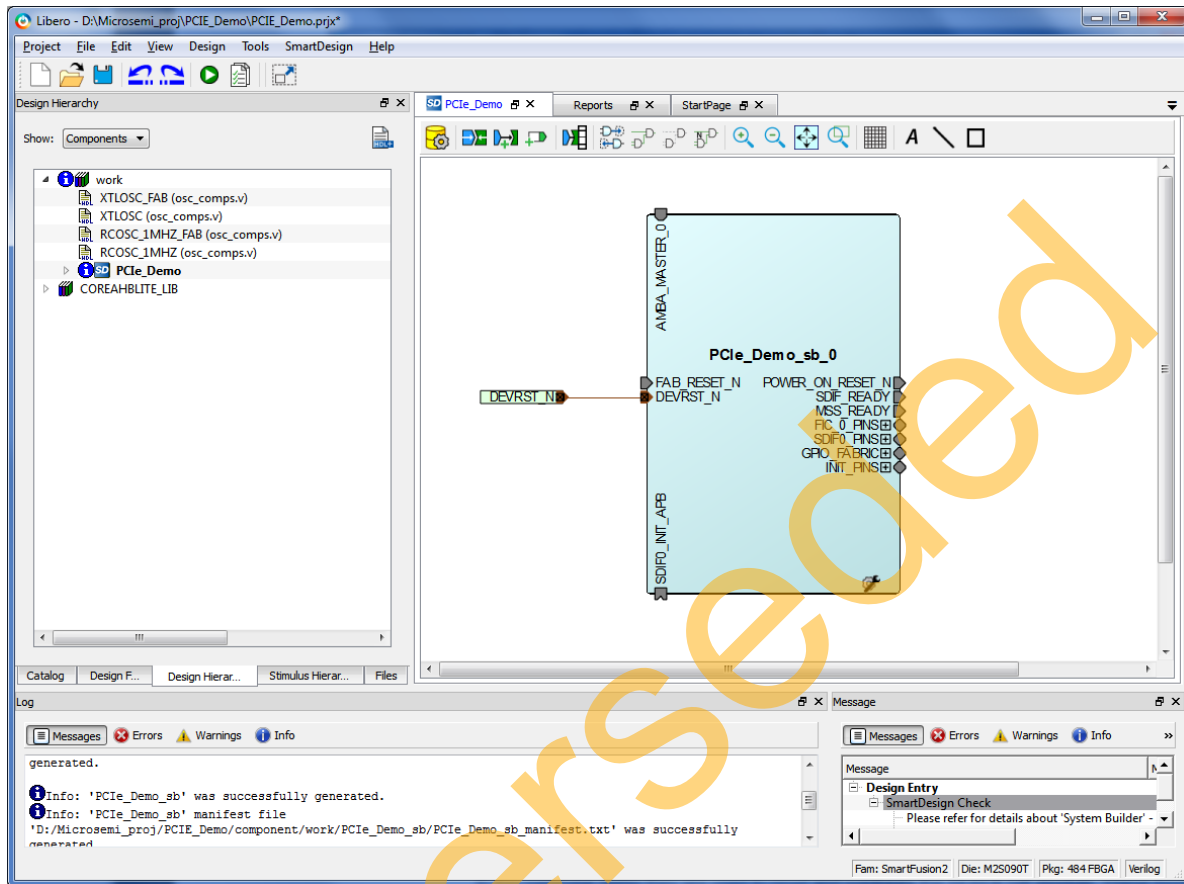 Libero - D:\Microsemi_proj\PCIE_Demo\PCIE_Demo.prjx*
Project File Edit View Design Tools SmartDesign Help
Design Hierarchy
Show: Components
work
XTLOSC_FAB (osc_comps.v)
XTLOSC (osc_comps.v)
RCOSC_1MHZ_FAB (osc_comps.v)
RCOSC_1MHZ (osc_comps.v)
PCIe_Demo
COREAHBLITE_LIB
Catalog Design F... Design Hierar... Stimulus Hierar... Files
PCIe_Demo Reports StartPage
A
AMBA_MASTER_0
PCIe_Demo_sb_0
FAB_RESET_N POWER_ON_RESET_N
DEVRST_N DEVRST_N SDIF_READY
MSS_READY
FIC_0_PINS
SDIF0_PINS
GPIO_FABRIC
INIT_PINS
SDIF0_INIT_APB
Log
Messages Errors Warnings Info
generated.
Info: 'PCIe_Demo_sb' was successfully generated.
Info: 'PCIe_Demo_sb' manifest file
'D:/Microsemi_proj/PCIE_Demo/component/work/PCIe_Demo_sb/PCIe_Demo_sb_manifest.txt' was successfully
generated
Message
Messages Errors Warnings Info »
Message
Design Entry
SmartDesign Check
Please refer for details about 'System Builder' -
Fam: SmartFusion2 Die: M2S090T Pkg: 484 FBGA Verilog
erseded